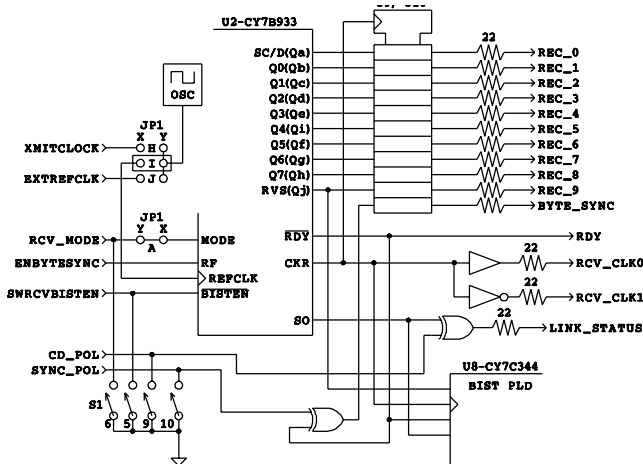 U2-CY7B933
22
SC/D(Qa)
REC_0
Q0(Qb)
REC_1
Q1(Qc)
REC_2
Q2(Qd)
REC_3
Q3(Qe)
REC_4
Q4(Qi)
REC_5
Q5(Qf)
REC_6
Q6(Qg)
REC_7
Q7(Qh)
REC_8
RVS(Qj)
REC_9
BYTE_SYNC
OSC
JP1
X Y
XMITCLOCK
H
I
EXTREFCLK
J
JP1
Y X
RCV_MODE
A
MODE
RDY
RDY
ENBYTESYNC
RF
CKR
22
RCV_CLK0
REFCLK
SWRCVBISTEN
BISTEN
22
RCV_CLK1
SO
22
LINK_STATUS
CD_POL
SYNC_POL
U8-CY7C344
BIST PLD
S1
6 5 9 10